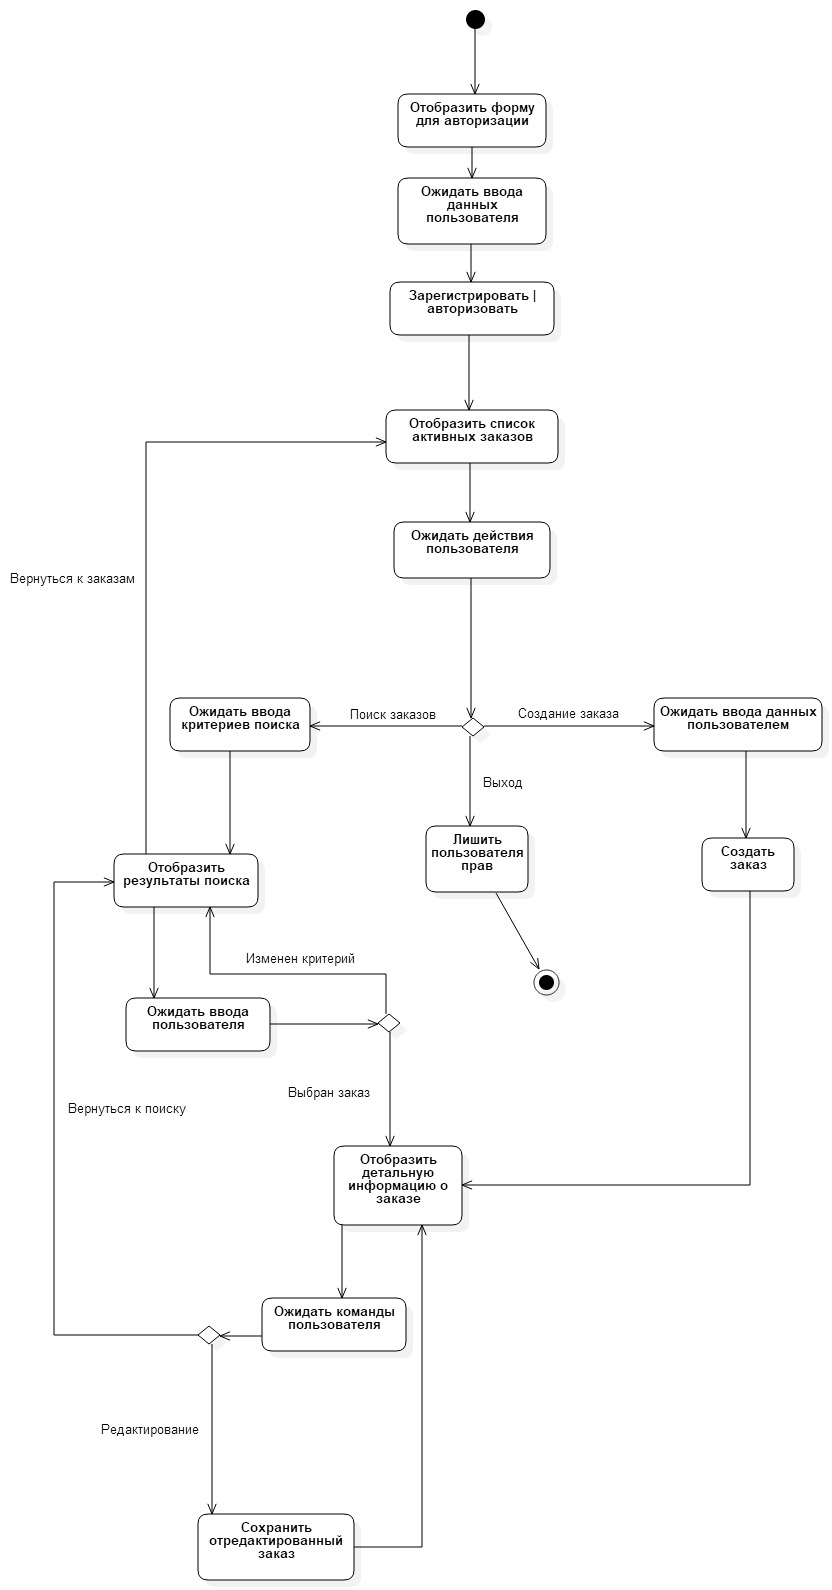 Отобразить форму
для авторизации
Ожидать ввода
данных
пользователя
Зарегистрировать |
авторизовать
Отобразить список
активных заказов
Ожидать действия
пользователя
Вернуться к заказам
Ожидать ввода
критериев поиска
Поиск заказов
Создание заказа
Ожидать ввода данных
пользователем
Выход
Лишить
пользователя
прав
Создать
заказ
Отобразить
результаты поиска
Изменен критерий
Ожидать ввода
пользователя
Выбран заказ
Вернуться к поиску
Отобразить
детальную
информацию о
заказе
Ожидать команды
пользователя
Редактирование
Сохранить
отредактированный
заказ